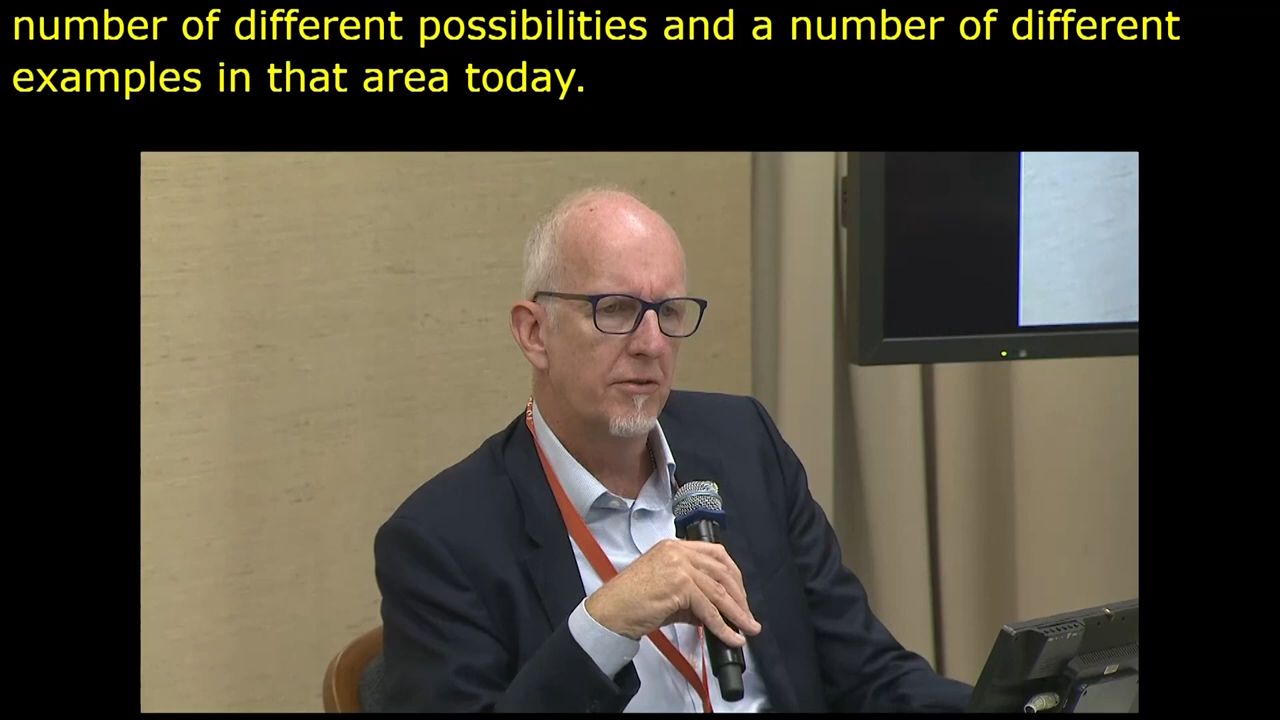 number of different possibilities and a number of different
examples in that area today.